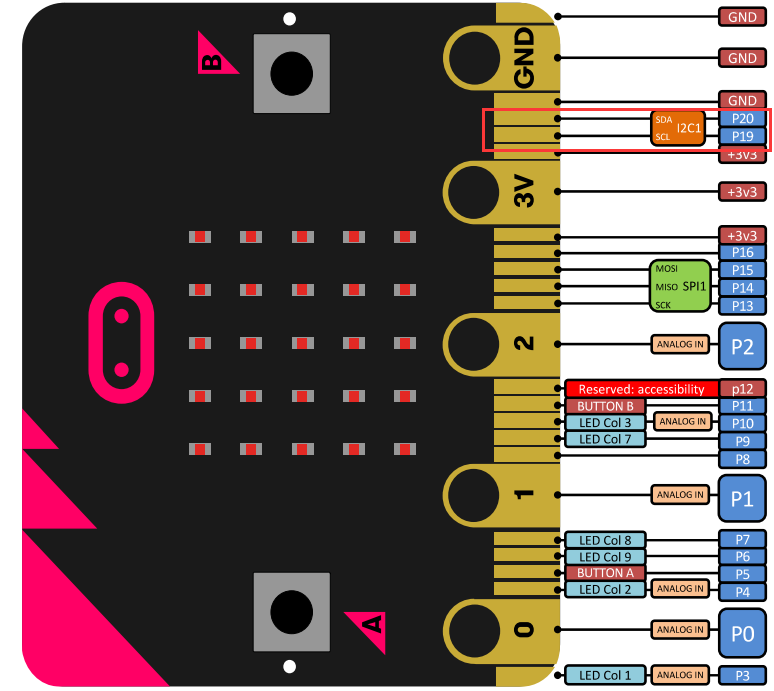 GND
B
GND
GND
GND
SDA
I2C1
P20
SCL
P19
+3v3
3V
+3v3
+3v3
P16
MOSI
P15
MISO
SPI1
P14
SCK
P13
2
ANALOG IN
P2
Reserved: accessibility
p12
BUTTON B
P11
LED Col 3
ANALOG IN
P10
LED Col 7
P9
P8
1
ANALOG IN
P1
LED Col 8
P7
LED Col 9
P6
BUTTON A
P5
LED Col 2
ANALOG IN
P4
A
0
ANALOG IN
P0
LED Col 1
ANALOG IN
P3